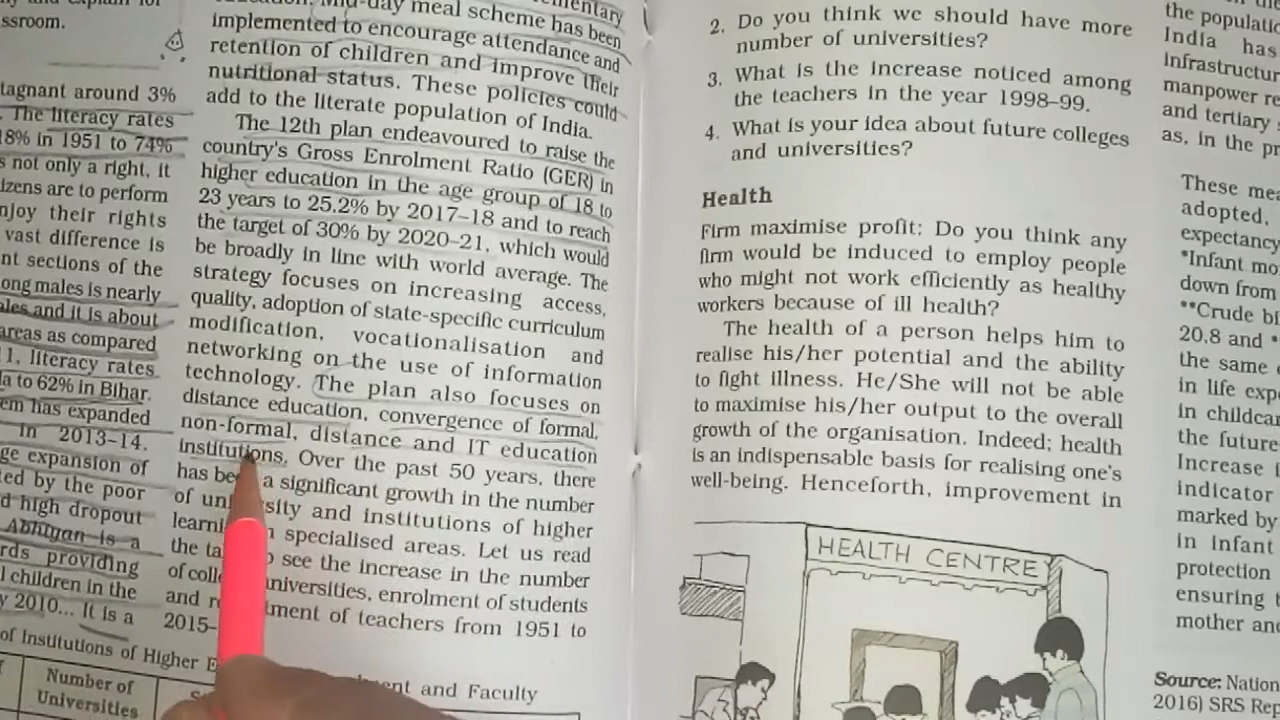 ssroom.
tagnant around 3%
. The literacy rates
18% in 1951 to 74%
s not only a right, it
izens are to perform
njoy their rights
vast difference is
nt sections of the
ong males is nearly
ales and it is about
areas as compared
1, literacy rates
la to 62% in Bihar.
em has expanded
in 2013–14.
ge expansion of
ted by the poor
d high dropout
Abhiyan is a
rds providing
l children in the
y 2010... It is a
of Institutions of Higher
Number of
Universities
meal scheme has been
implemented to encourage attendance and
retention of children and improve their
nutritional status. These policies could
add to the literate population of India.
The 12th plan endeavoured to raise the
country's Gross Enrolment Ratio (GER) in
higher education in the age group of 18 to
23 years to 25.2% by 2017–18 and to reach
the target of 30% by 2020–21, which would
be broadly in line with world average. The
strategy focuses on increasing access,
quality, adoption of state-specific curriculum
modification, vocationalisation and
networking on the use of information
technology. The plan also focuses on
distance education, convergence of formal,
non-formal, distance and IT education
institutions. Over the past 50 years, there
has a significant growth in the number
of and institutions of higher
specialised areas. Let us read
the see the increase in the number
of universities, enrolment of students
and of teachers from 1951 to
2015–
and Faculty
2. Do you think we should have more
number of universities?
3. What is the increase noticed among
the teachers in the year 1998–99.
4. What is your idea about future colleges
and universities?
Health
Firm maximise profit: Do you think any
firm would be induced to employ people
who might not work efficiently as healthy
workers because of ill health?
The health of a person helps him to
realise his/her potential and the ability
to fight illness. He/She will not be able
to maximise his/her output to the overall
growth of the organisation. Indeed; health
is an indispensable basis for realising one's
well-being. Henceforth, improvement in
HEALTH CENTRE
the populatio
India has
Infrastructur
manpower re
and tertiary
as, in the pr
These mea
adopted,
expectancy
*Infant mo
down from
**Crude bi
20.8 and *
the same
in life exp
in childcar
the future
Increase
indicator
marked by
in infant
protection
ensuring t
mother and
Source: Nation
2016) SRS Rep